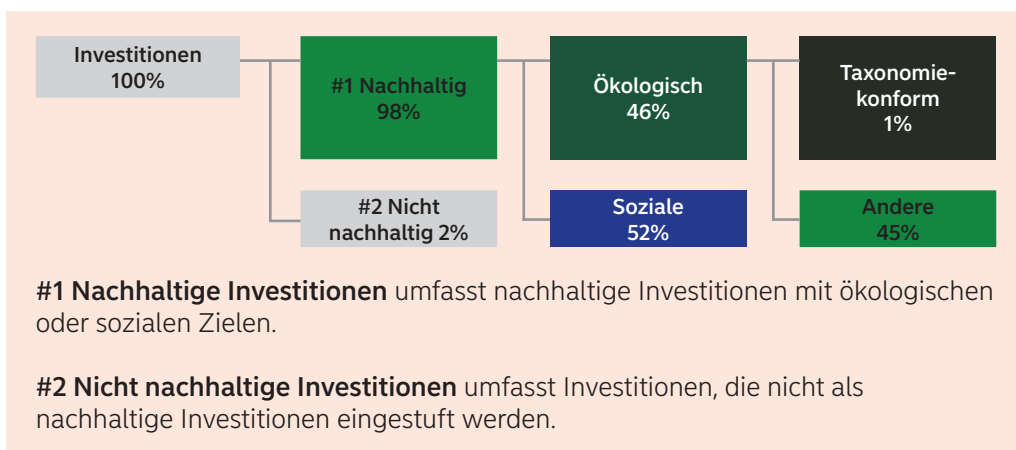 Investitionen
100%
#1 Nachhaltig
98%
Ökologisch
46%
Taxonomie-
konform
1%
#2 Nicht
nachhaltig 2%
Soziale
52%
Andere
45%
#1 Nachhaltige Investitionen umfasst nachhaltige Investitionen mit ökologischen
oder sozialen Zielen.
#2 Nicht nachhaltige Investitionen umfasst Investitionen, die nicht als
nachhaltige Investitionen eingestuft werden.